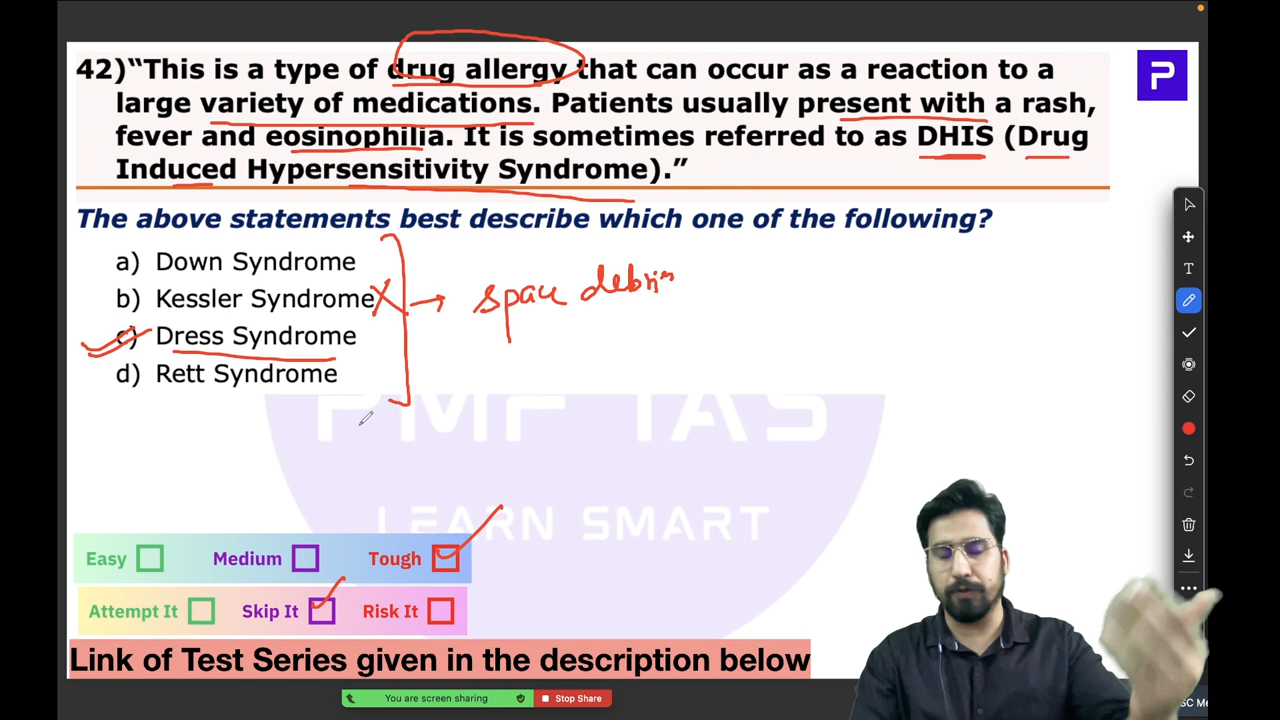 42)“This is a type of drug allergy that can occur as a reaction to a
large variety of medications. Patients usually present with a rash,
fever and eosinophilia. It is sometimes referred to as DHIS (Drug
Induced Hypersensitivity Syndrome).”
P
The above statements best describe which one of the following?
a) Down Syndrome
b) Kessler Syndrome
c) Dress Syndrome
d) Rett Syndrome
space debris
PMF IAS
LEARN SMART
Easy Medium Tough
Attempt It Skip It Risk It
Link of Test Series given in the description below
You are screen sharing Stop Share
T